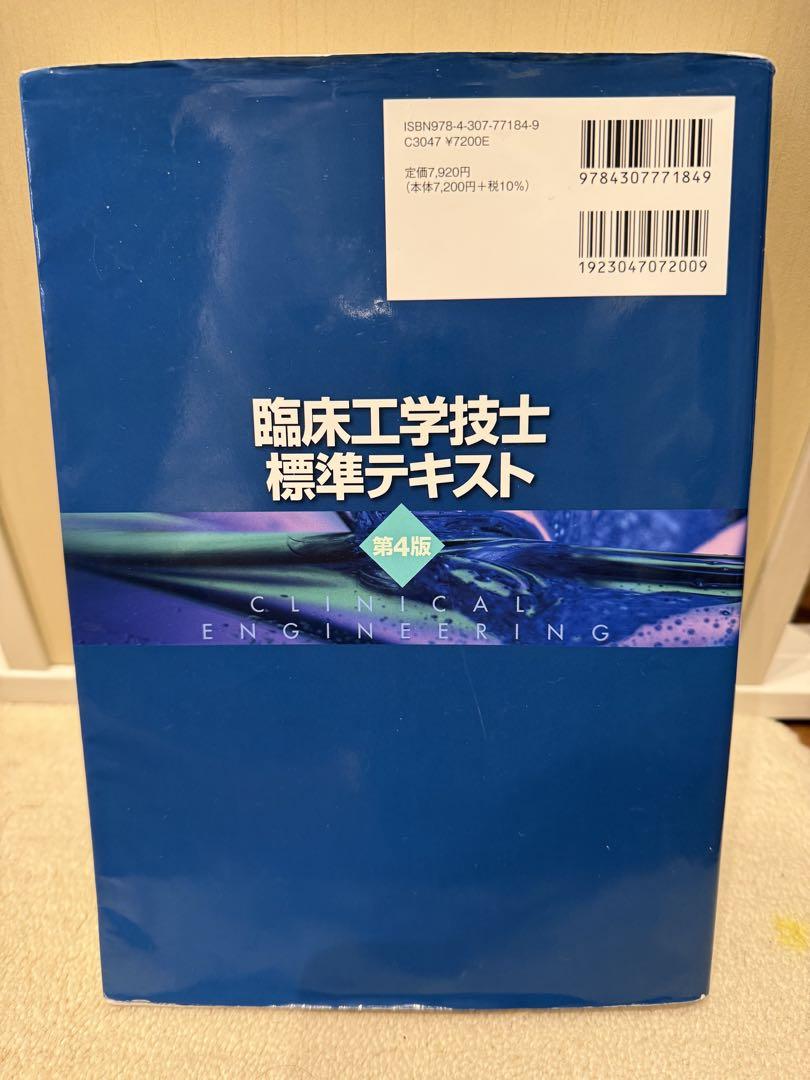 ISBN978-4-307-77184-9
C3047 ¥7200E
定価7,920円
(本体7,200円+税10%)
9784307771849
1923047072009
臨床工学技士
標準テキスト
第4版
CLINICAL
ENGINEERING